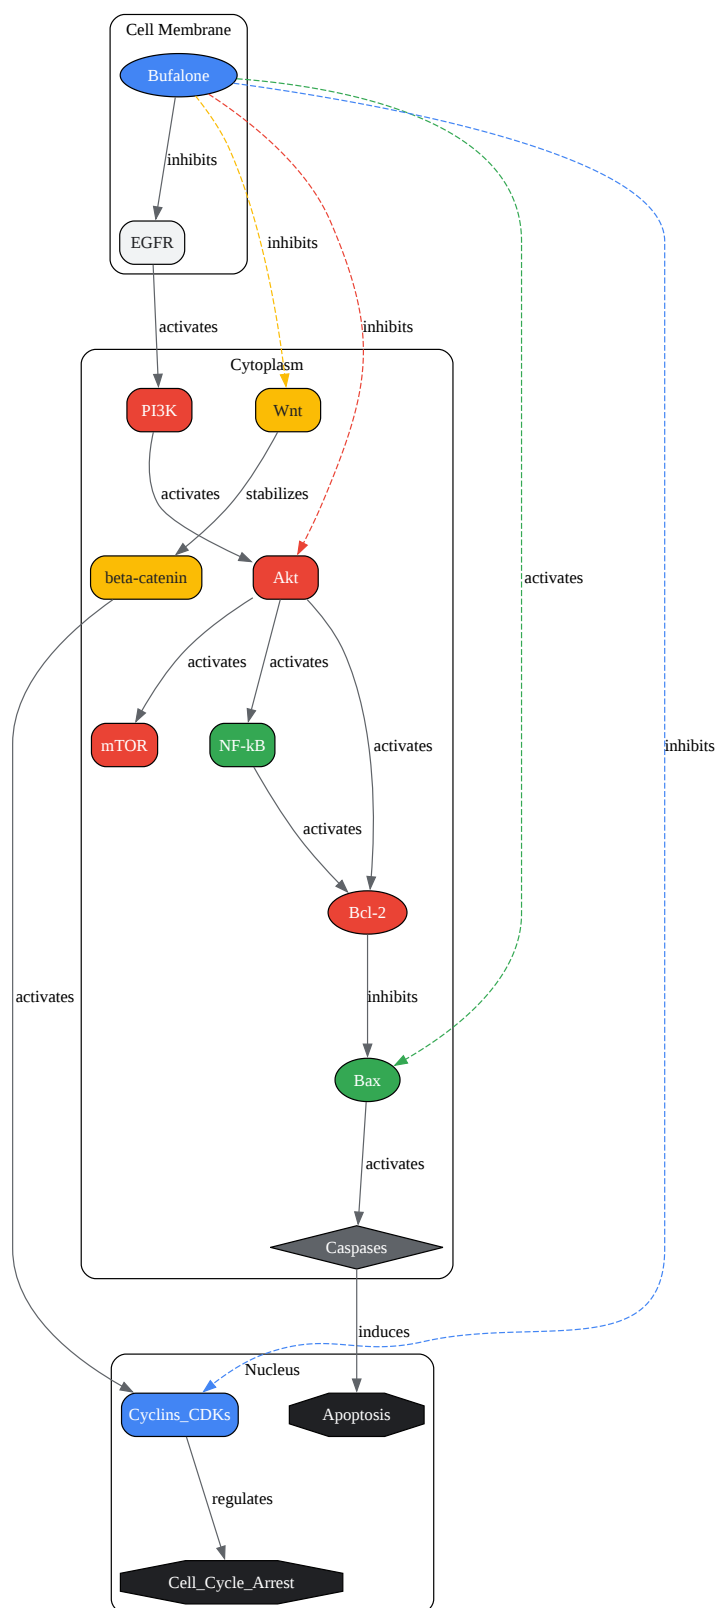 Cell Membrane
Bufalone
inhibits
EGFR
inhibits
activates
inhibits
Cytoplasm
PI3K
Wnt
activates
stabilizes
beta-catenin
Akt
activates
activates
activates
mTOR
NF-kB
activates
inhibits
activates
Bcl-2
activates
inhibits
Bax
activates
Caspases
induces
Nucleus
Cyclins_CDKs
Apoptosis
regulates
Cell_Cycle_Arrest